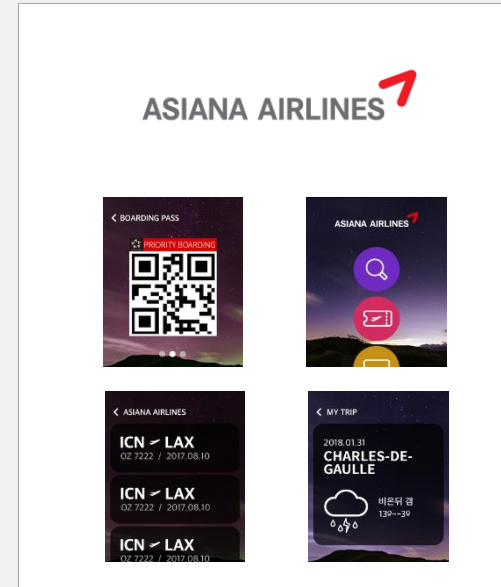 ASIANA AIRLINES
BOARDING PASS
PRIORITY BOARDING
ASIANA AIRLINES
ASIANA AIRLINES
ICN LAX
OZ 7222 / 2017.08.10
ICN LAX
OZ 7222 / 2017.08.10
ICN LAX
OZ 7222 / 2017.08.10
MY TRIP
2018.01.31
CHARLES-DE-
GAULLE
비온뒤 갬
13º--3º